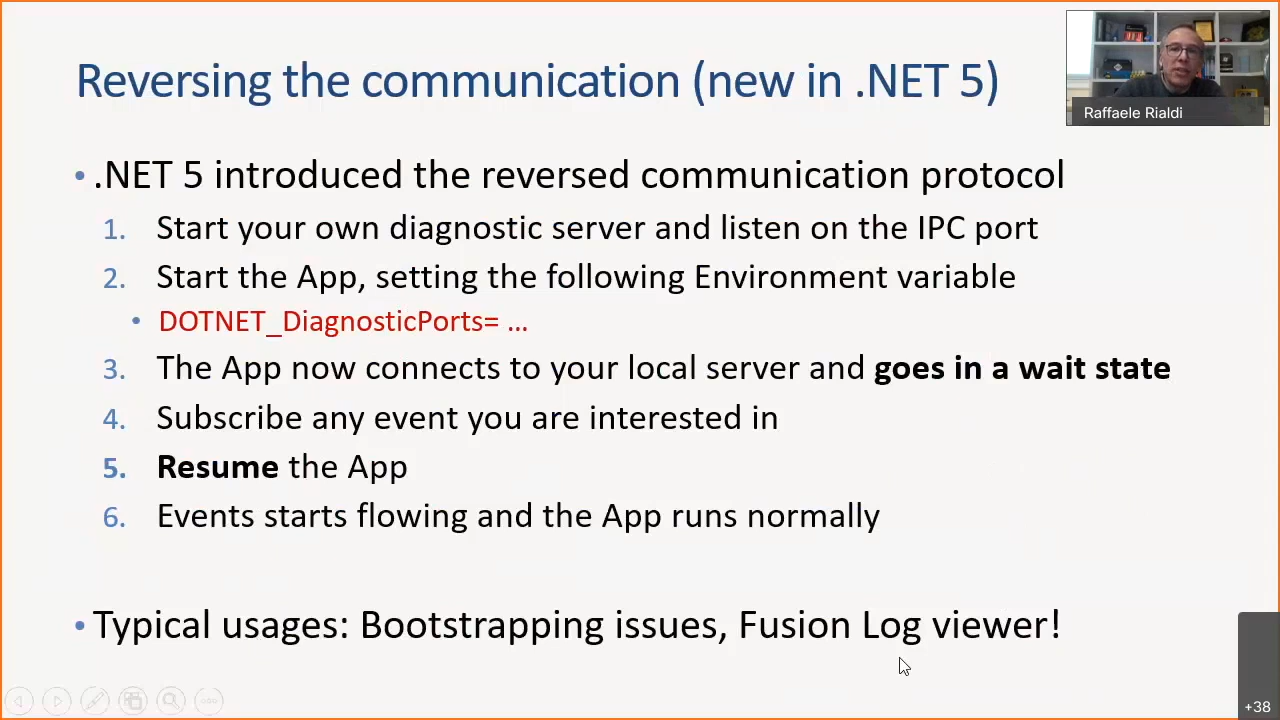 Reversing the communication (new in .NET 5)
Raffaele Rialdi
• .NET 5 introduced the reversed communication protocol
1. Start your own diagnostic server and listen on the IPC port
2. Start the App, setting the following Environment variable
• DOTNET_DiagnosticPorts= ...
3. The App now connects to your local server and goes in a wait state
4. Subscribe any event you are interested in
5. Resume the App
6. Events starts flowing and the App runs normally
• Typical usages: Bootstrapping issues, Fusion Log viewer!
+38